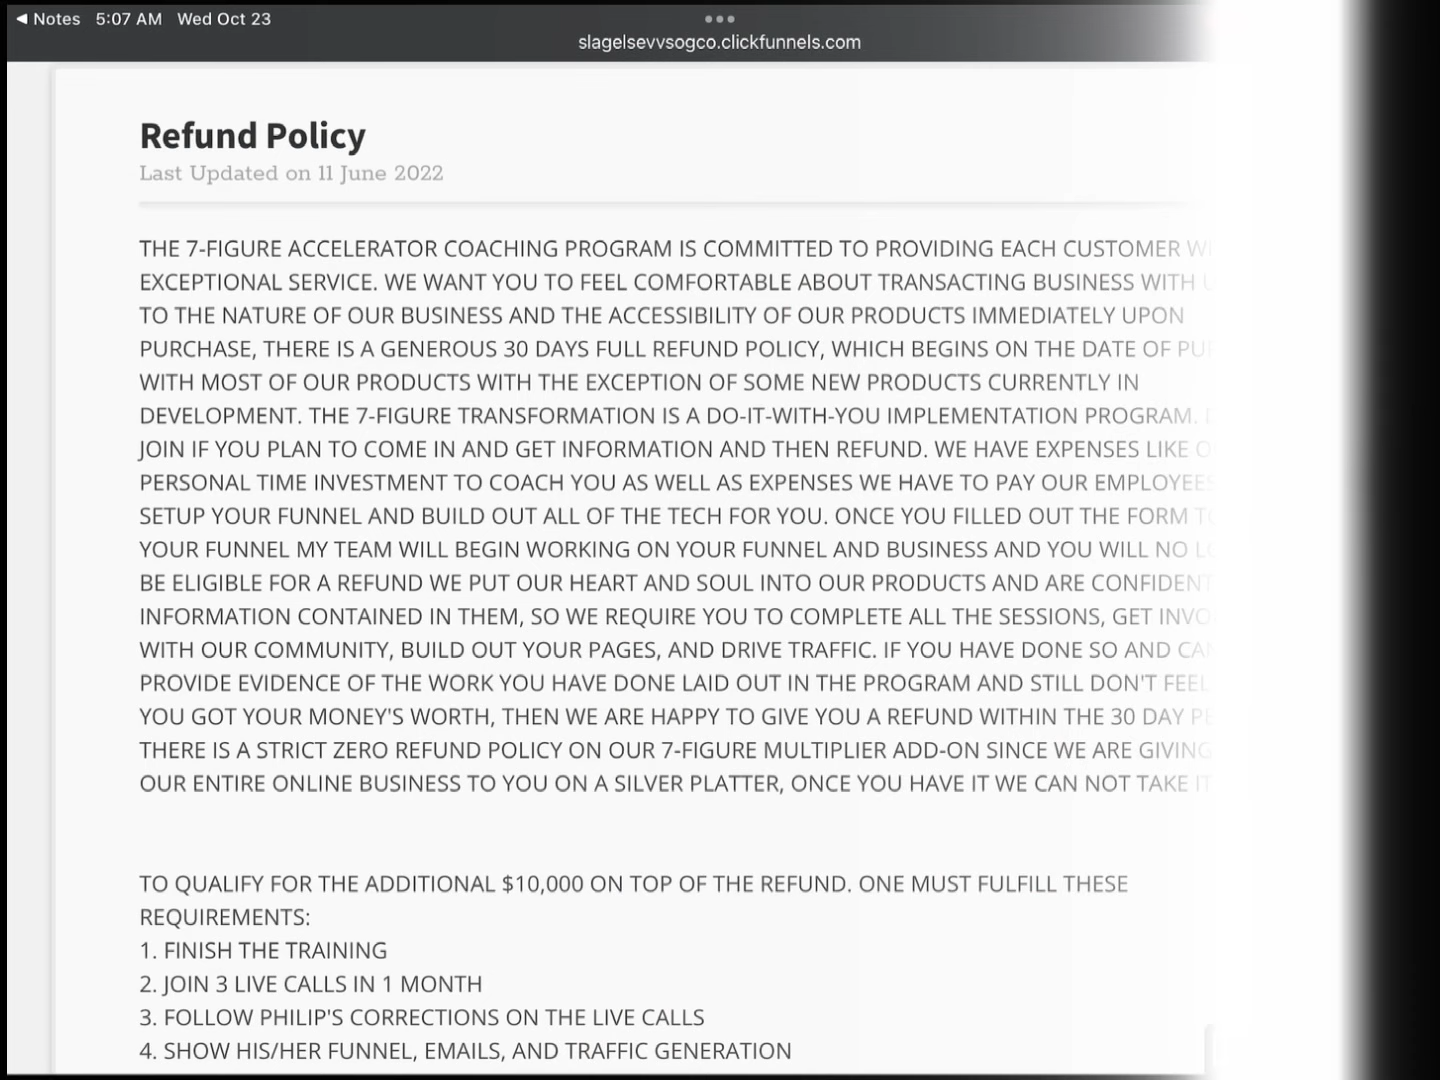 ◀ Notes 5:07 AM Wed Oct 23
slagelsevvsogco.clickfunnels.com
Refund Policy
Last Updated on 11 June 2022
THE 7-FIGURE ACCELERATOR COACHING PROGRAM IS COMMITTED TO PROVIDING EACH CUSTOMER
EXCEPTIONAL SERVICE. WE WANT YOU TO FEEL COMFORTABLE ABOUT TRANSACTING BUSINESS WITH
TO THE NATURE OF OUR BUSINESS AND THE ACCESSIBILITY OF OUR PRODUCTS IMMEDIATELY UPON
PURCHASE, THERE IS A GENEROUS 30 DAYS FULL REFUND POLICY, WHICH BEGINS ON THE DATE OF
WITH MOST OF OUR PRODUCTS WITH THE EXCEPTION OF SOME NEW PRODUCTS CURRENTLY IN
DEVELOPMENT. THE 7-FIGURE TRANSFORMATION IS A DO-IT-WITH-YOU IMPLEMENTATION PROGRAM.
JOIN IF YOU PLAN TO COME IN AND GET INFORMATION AND THEN REFUND. WE HAVE EXPENSES LIKE
PERSONAL TIME INVESTMENT TO COACH YOU AS WELL AS EXPENSES WE HAVE TO PAY OUR EMPLOYEES
SETUP YOUR FUNNEL AND BUILD OUT ALL OF THE TECH FOR YOU. ONCE YOU FILLED OUT THE FORM
YOUR FUNNEL MY TEAM WILL BEGIN WORKING ON YOUR FUNNEL AND BUSINESS AND YOU WILL NO
BE ELIGIBLE FOR A REFUND WE PUT OUR HEART AND SOUL INTO OUR PRODUCTS AND ARE CONFIDENT
INFORMATION CONTAINED IN THEM, SO WE REQUIRE YOU TO COMPLETE ALL THE SESSIONS, GET
WITH OUR COMMUNITY, BUILD OUT YOUR PAGES, AND DRIVE TRAFFIC. IF YOU HAVE DONE SO AND
PROVIDE EVIDENCE OF THE WORK YOU HAVE DONE LAID OUT IN THE PROGRAM AND STILL DON'T FEEL
YOU GOT YOUR MONEY'S WORTH, THEN WE ARE HAPPY TO GIVE YOU A REFUND WITHIN THE 30 DAY
THERE IS A STRICT ZERO REFUND POLICY ON OUR 7-FIGURE MULTIPLIER ADD-ON SINCE WE ARE GIVING
OUR ENTIRE ONLINE BUSINESS TO YOU ON A SILVER PLATTER, ONCE YOU HAVE IT WE CAN NOT TAKE IT
TO QUALIFY FOR THE ADDITIONAL $10,000 ON TOP OF THE REFUND. ONE MUST FULFILL THESE
REQUIREMENTS:
1. FINISH THE TRAINING
2. JOIN 3 LIVE CALLS IN 1 MONTH
3. FOLLOW PHILIP'S CORRECTIONS ON THE LIVE CALLS
4. SHOW HIS/HER FUNNEL, EMAILS, AND TRAFFIC GENERATION